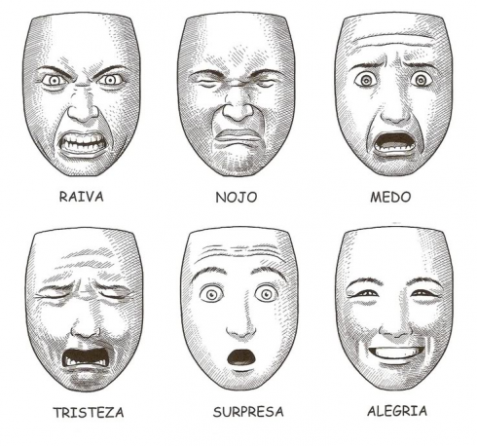 RAIVA
NOJO
MEDO
TRISTEZA
SURPRESA
ALEGRIA